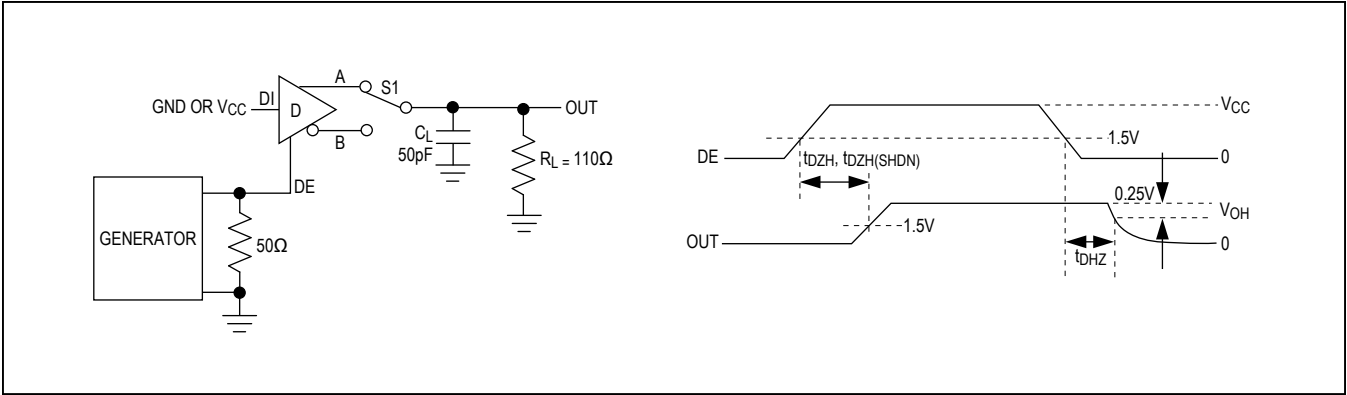 GND OR VCC
DI
D
A
S1
B
OUT
CL
50pF
RL = 110Ω
DE
GENERATOR
50Ω
VCC
1.5V
DE
0
tDZH, tDZH(SHDN)
0.25V
VOH
1.5V
OUT
0
tDHZ